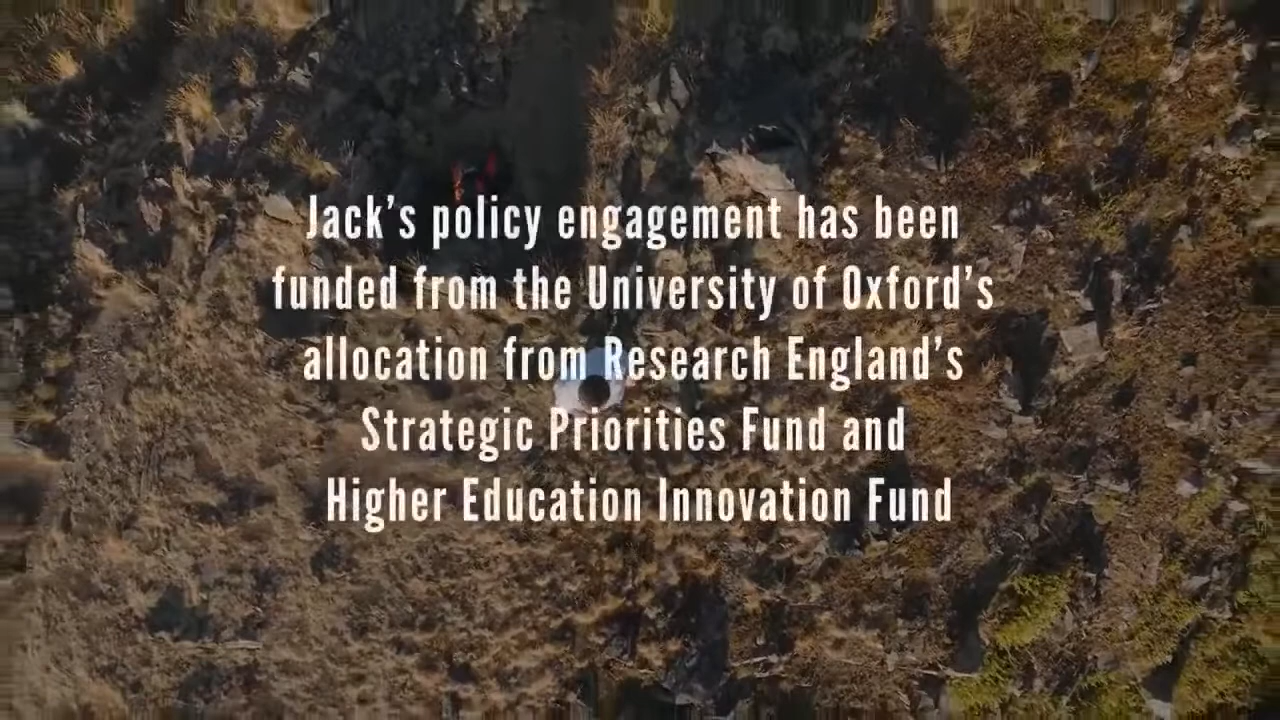 Jack’s policy engagement has been
funded from the University of Oxford’s
allocation from Research England’s
Strategic Priorities Fund and
Higher Education Innovation Fund